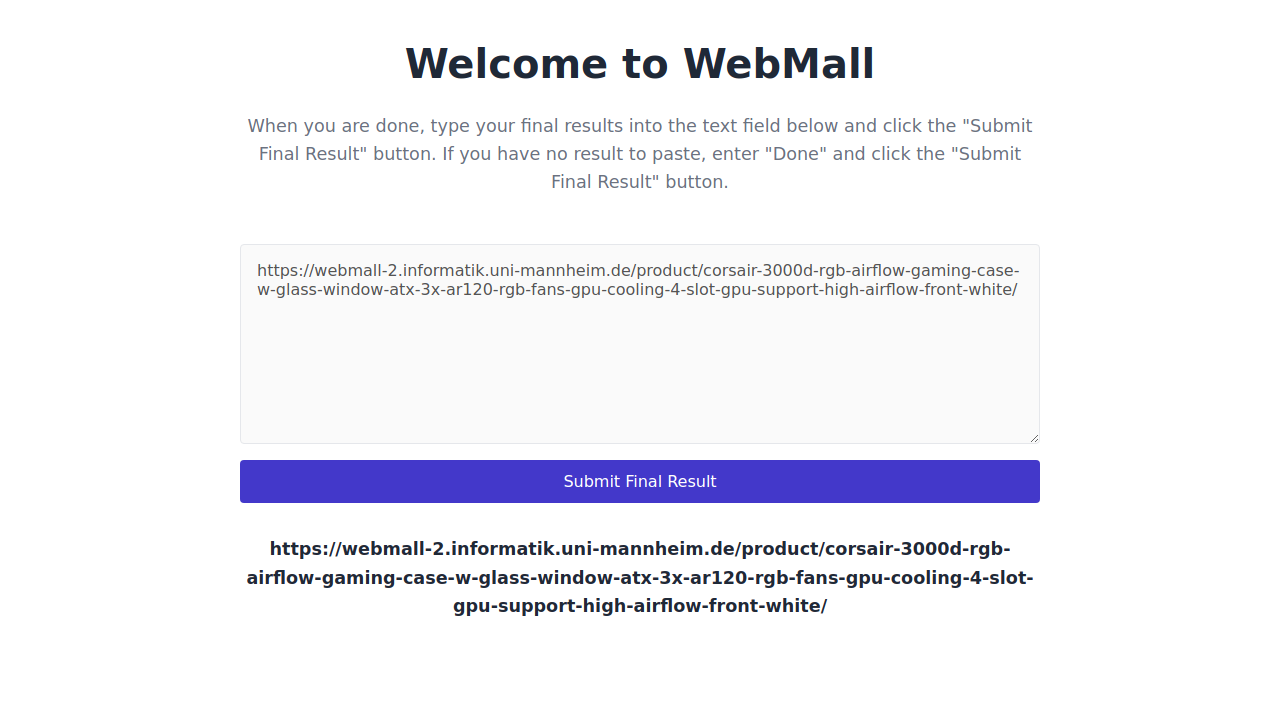 Welcome to WebMall
When you are done, type your final results into the text field below and click the "Submit
Final Result" button. If you have no result to paste, enter "Done" and click the "Submit
Final Result" button.
https://webmall-2.informatik.uni-mannheim.de/product/corsair-3000d-rgb-airflow-gaming-case-
w-glass-window-atx-3x-ar120-rgb-fans-gpu-cooling-4-slot-gpu-support-high-airflow-front-white/
Submit Final Result
https://webmall-2.informatik.uni-mannheim.de/product/corsair-3000d-rgb-
airflow-gaming-case-w-glass-window-atx-3x-ar120-rgb-fans-gpu-cooling-4-slot-
gpu-support-high-airflow-front-white/